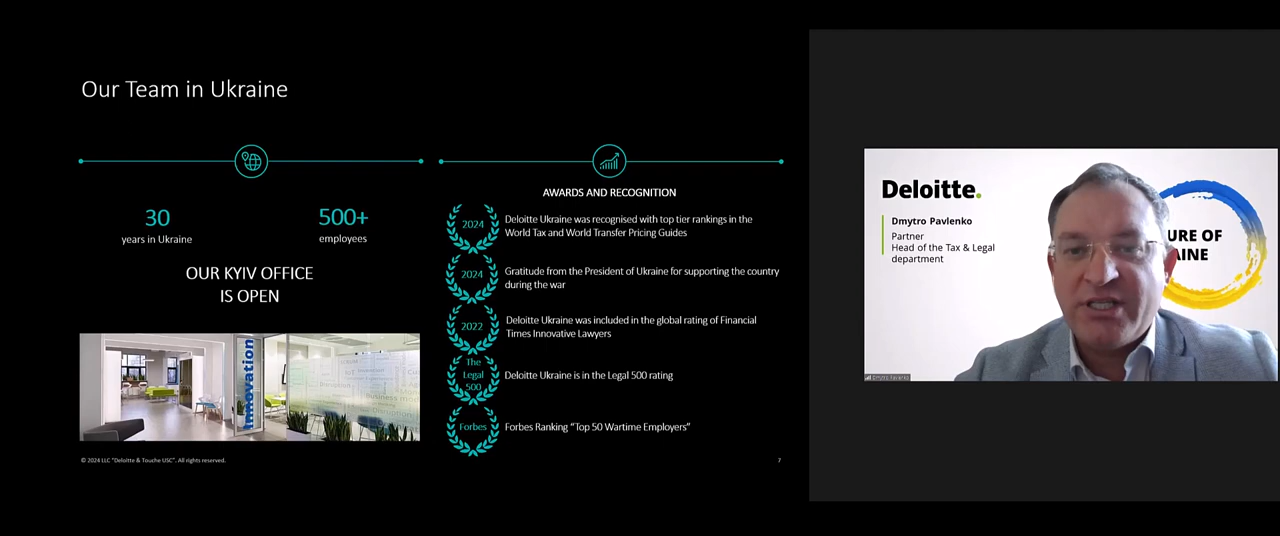 Our Team in Ukraine
30
years in Ukraine
500+
employees
OUR KYIV OFFICE
IS OPEN
Innovation
© 2024 LLC "Deloitte & Touche USC". All rights reserved.
AWARDS AND RECOGNITION
2024
Deloitte Ukraine was recognised with top tier rankings in the
World Tax and World Transfer Pricing Guides
2024
Gratitude from the President of Ukraine for supporting the country
during the war
2022
Deloitte Ukraine was included in the global rating of Financial
Times Innovative Lawyers
The
Legal
500
Deloitte Ukraine is in the Legal 500 rating
Forbes
Forbes Ranking “Top 50 Wartime Employers”
7
Deloitte.
Dmytro Pavlenko
Partner
Head of the Tax & Legal
department
URE OF
AINE